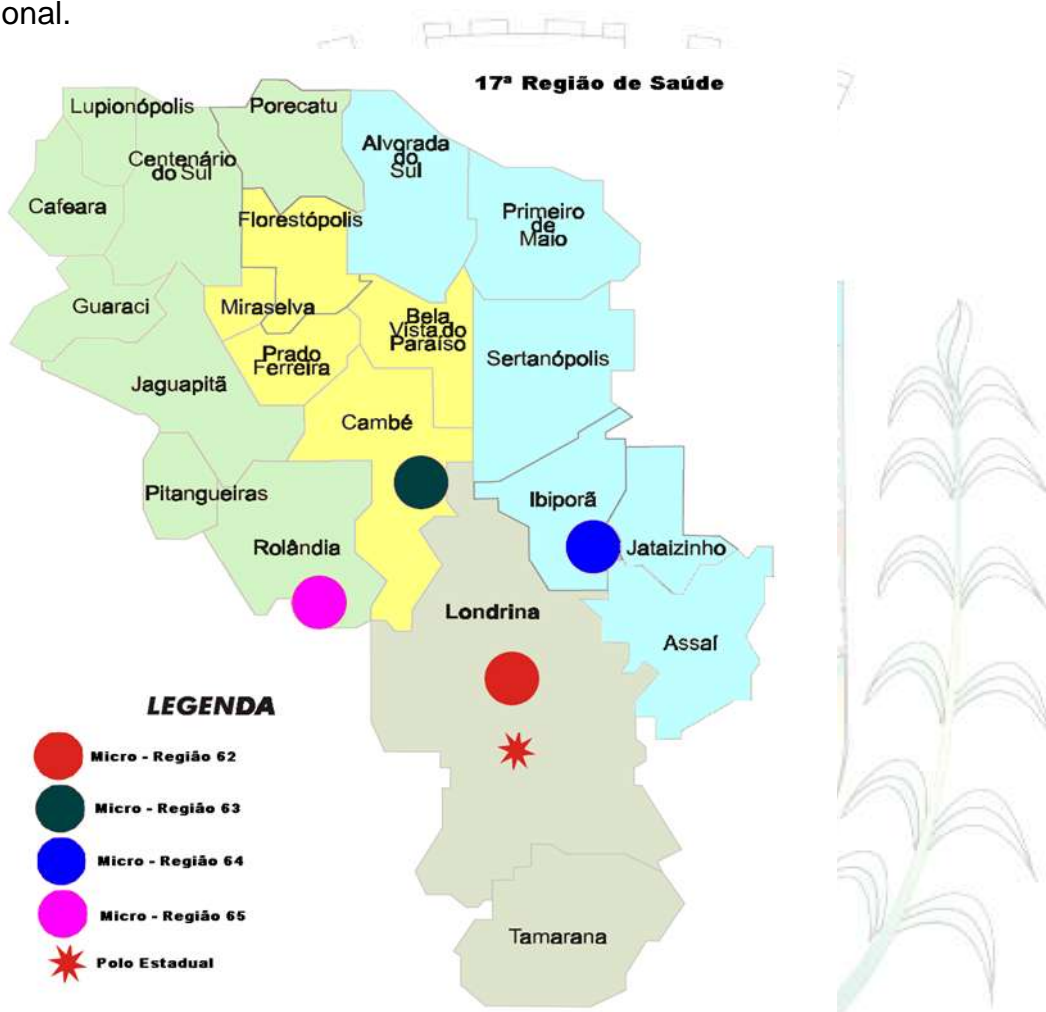 onal.
17ª Região de Saúde
Lupionópolis
Porecatu
Centenário
do Sul
Alvorada
do
Sul
Cafeara
Florestópolis
Primeiro
de
Maio
Guaraci
Miraselva
Bela
Vista do
Paraíso
Prado
Ferreira
Sertanópolis
Jaguapitã
Cambé
Pitangueiras
Ibiporã
Rolândia
Jataizinho
Londrina
Assaí
LEGENDA
Micro - Região 62
Micro - Região 63
Micro - Região 64
Micro - Região 65
Polo Estadual
Tamarana